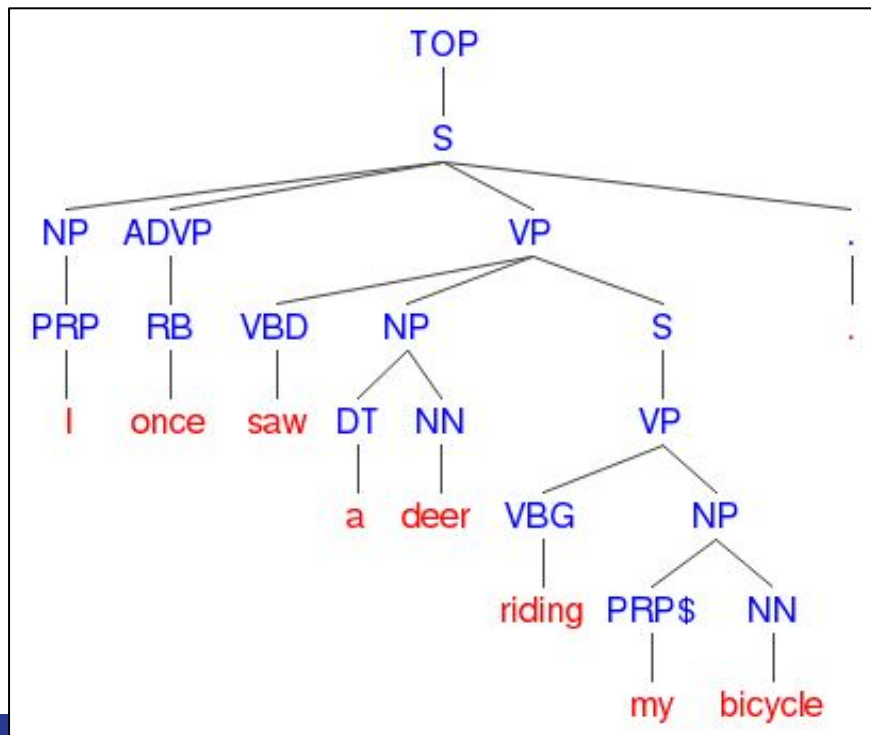 TOP
S
NP ADVP VP .
PRP RB VBD NP S .
I once saw DT NN VP
a deer VBG NP
riding PRP$ NN
my bicycle